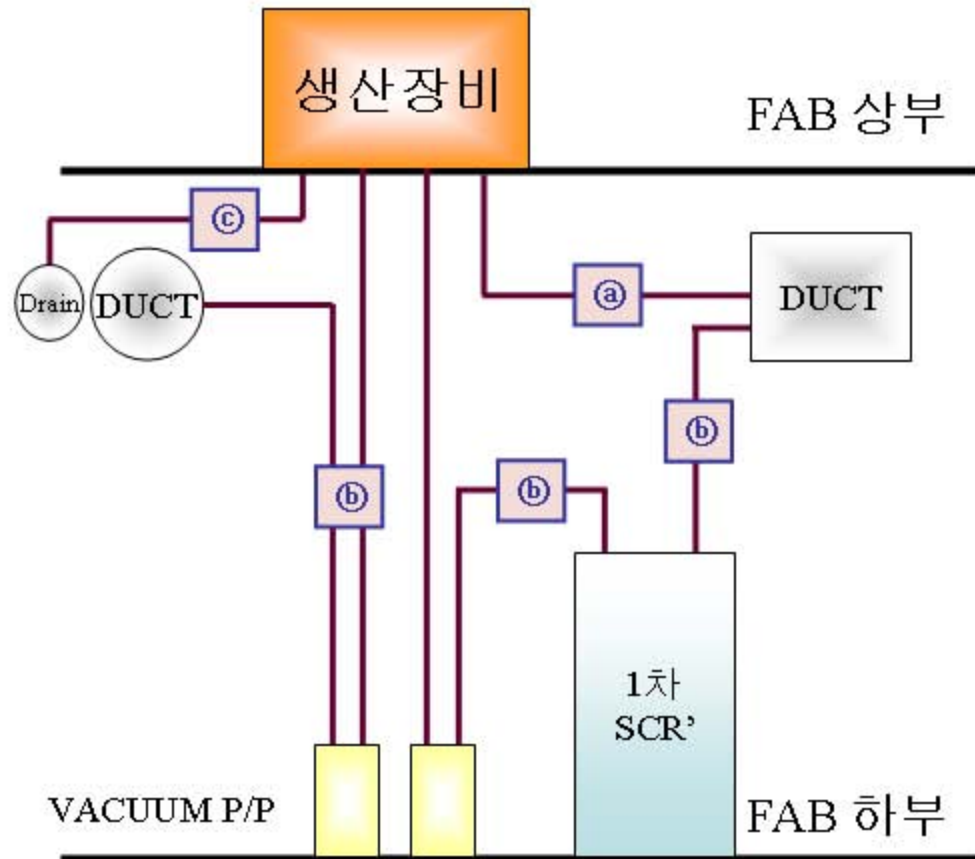 생산장비
FAB 상부
ⓒ
Drain
DUCT
ⓐ
DUCT
ⓑ
ⓑ
ⓑ
1차
SCR’
VACUUM P/P
FAB 하부